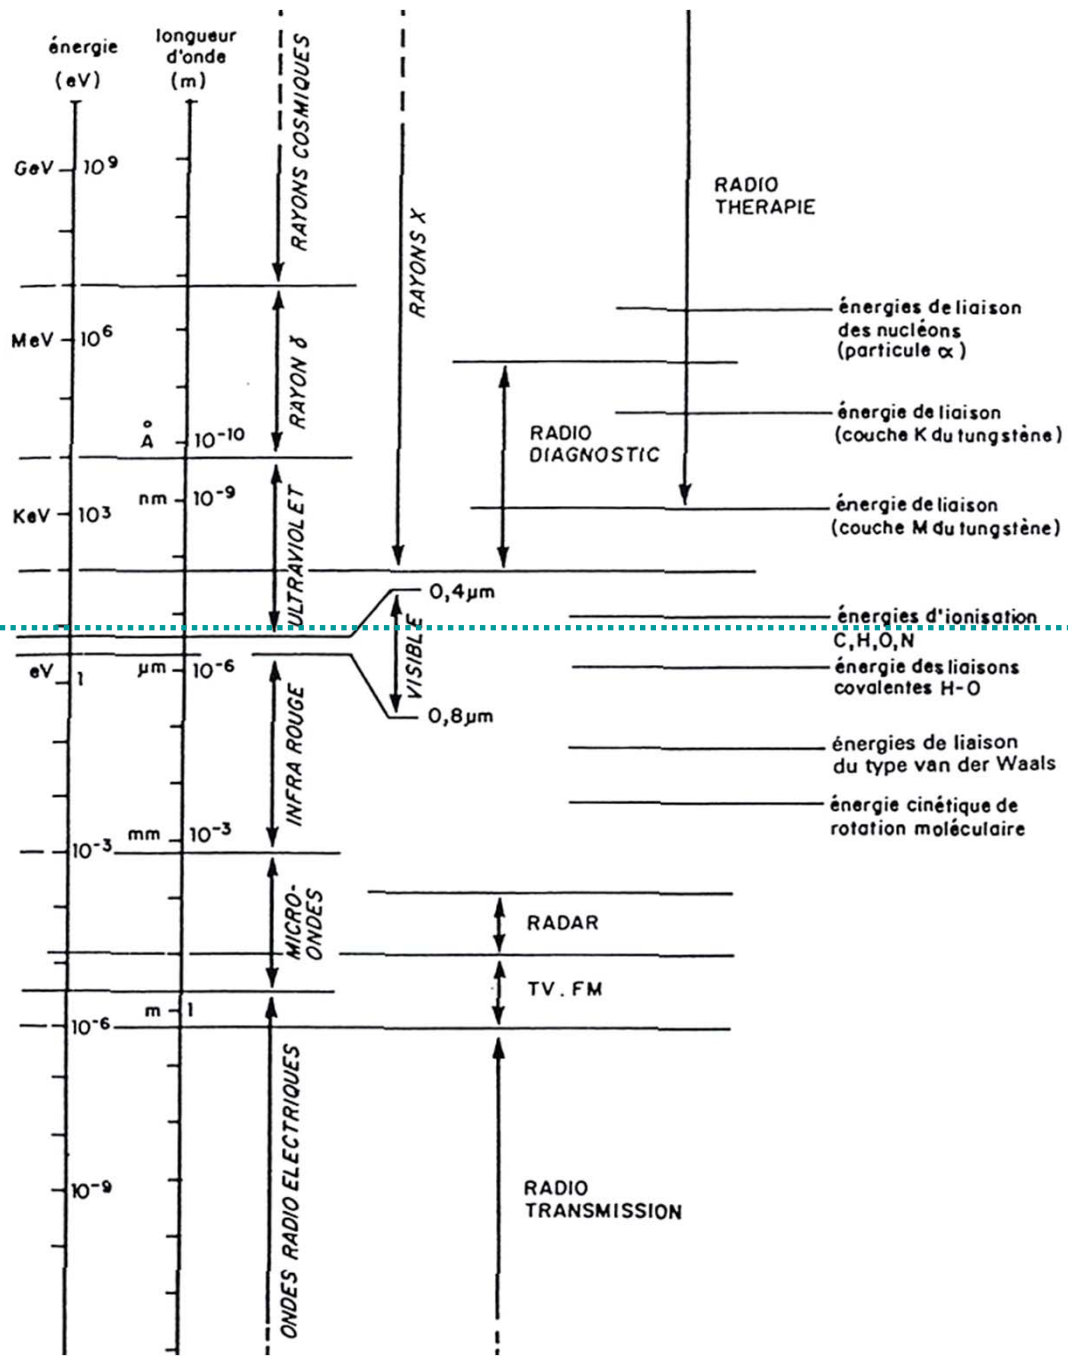 énergie
(eV)
longueur
d'onde
(m)
GeV 10⁹
MeV 10⁶
Å 10⁻¹⁰
nm 10⁻⁹
KeV 10³
eV 1
µm 10⁻⁶
mm 10⁻³
10⁻³
m 1
10⁻⁶
10⁻⁹
RAYONS COSMIQUES
RAYON ɣ
ULTRAVIOLET
INFRA ROUGE
MICRO-
ONDES
ONDES RADIO ELECTRIQUES
RAYONS X
0,4µm
VISIBLE
0,8µm
RADIO
DIAGNOSTIC
RADAR
TV.FM
RADIO
TRANSMISSION
RADIO
THERAPIE
énergies de liaison
des nucléons
(particule α)
énergie de liaison
(couche K du tungstène)
énergie de liaison
(couche M du tungstène)
énergies d'ionisation
C,H,O,N
énergie des liaisons
covalentes H-O
énergies de liaison
du type van der Waals
énergie cinétique de
rotation moléculaire